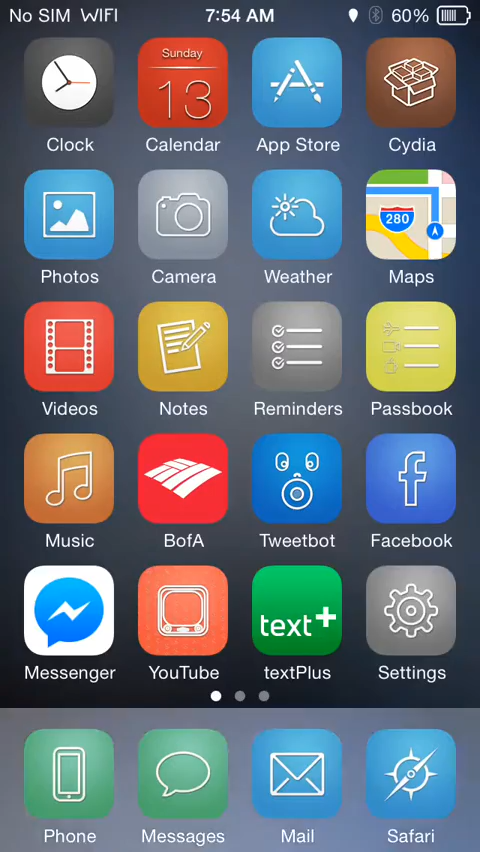 No SIM WIFI 7:54 AM 60%
Sunday
13
Clock Calendar App Store Cydia
280
Photos Camera Weather Maps
Videos Notes Reminders Passbook
Music BofA Tweetbot Facebook
text+
Messenger YouTube textPlus Settings
Phone Messages Mail Safari